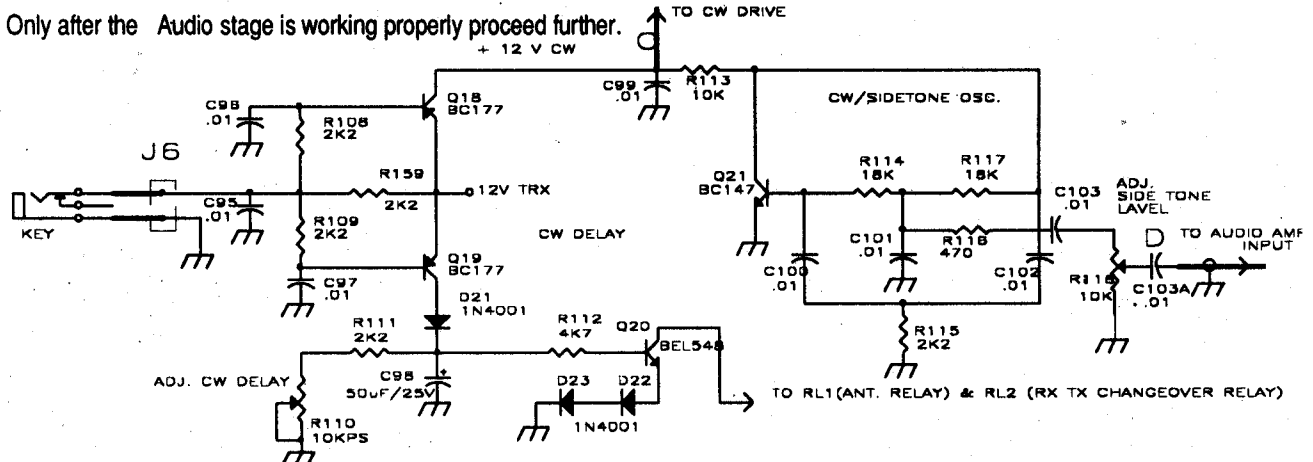 Only after the Audio stage is working properly proceed further.
TO CW DRIVE
+ 12 V CW
C
C98
.01
Q18
BC177
R108
2K2
C99
.01
R113
10K
CW/SIDETONE OSC.
J6
R159
2K2
12V TRX
Q21
BC147
R114
18K
R117
18K
C103
.01
ADJ.
SIDE TONE
LAVEL
D
TO AUDIO AMP
INPUT
KEY
C95
.01
R109
2K2
CW DELAY
C101
.01
R116
470
Q19
BC177
C97
.01
C100
.01
C102
.01
R118
10K
C103A
.01
D21
1N4001
R111
2K2
R112
4K7
Q20
BEL548
R115
2K2
ADJ. CW DELAY
C96
+
50uF/25V
D23
D22
1N4001
R110
10KPS
TO RL1(ANT. RELAY) & RL2 (RX TX CHANGEOVER RELAY)